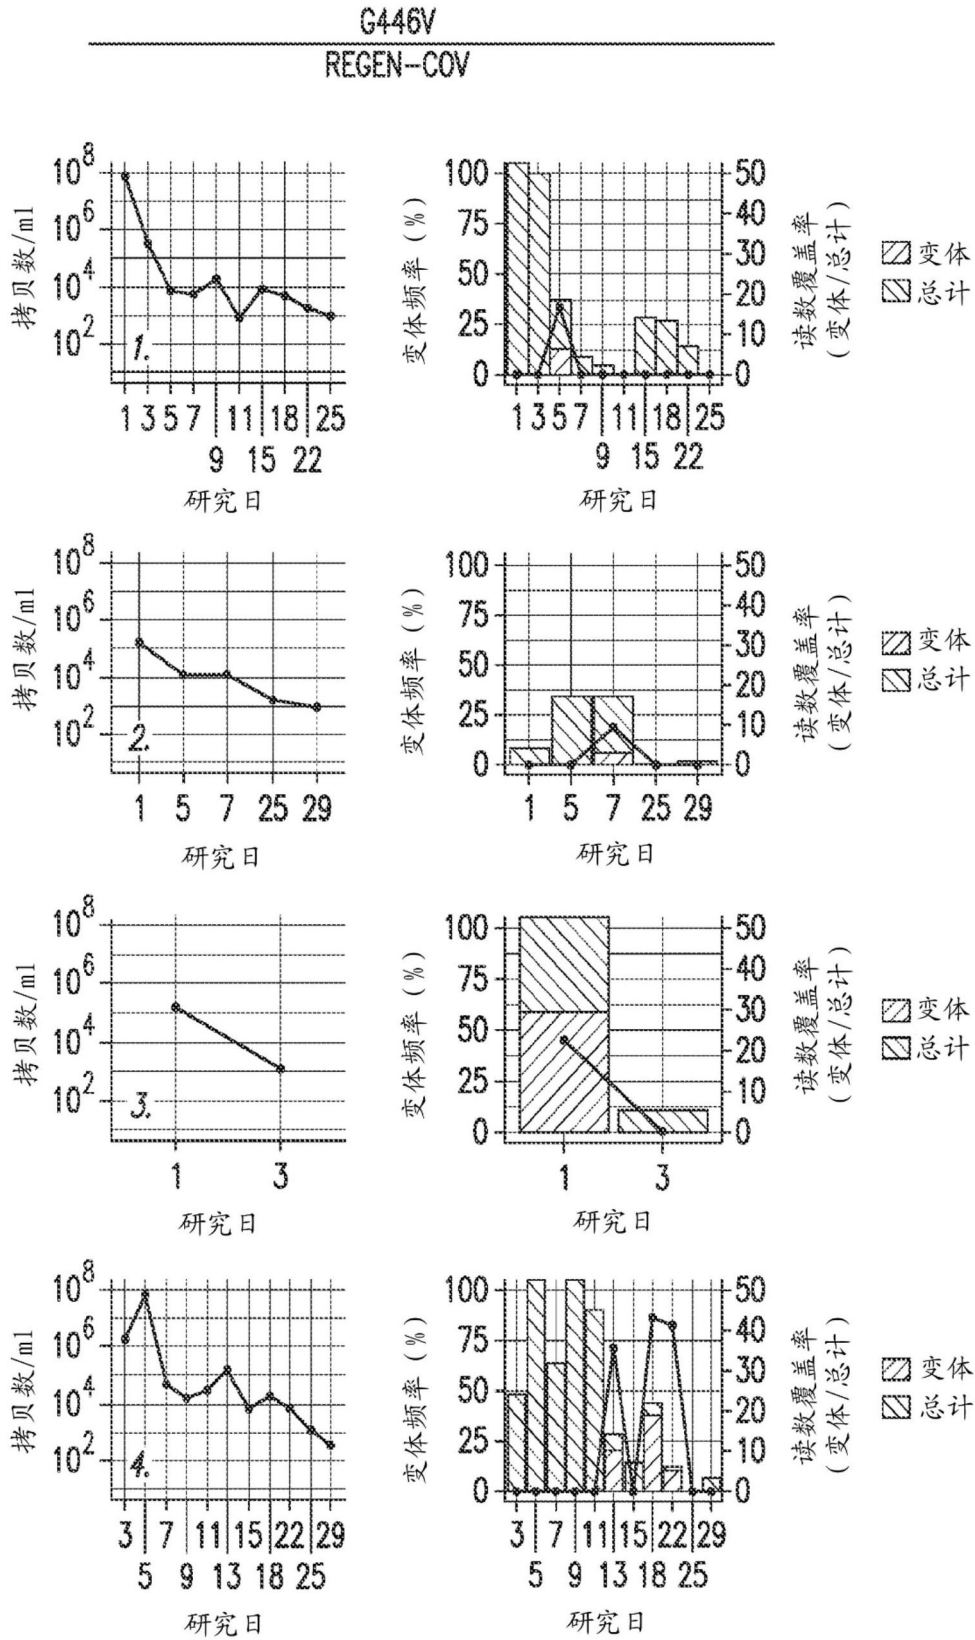 G446V
REGEN-COV
拷贝数/ml
10^8
10^6
10^4
10^2
1.
1 3 5 7 11 18 25
9 15 22
研究日
变体频率 (%)
100
75
50
25
0
50
40
30
20
10
0
读数覆盖率
(变体/总计)
变体
总计
1 3 5 7 11 18 25
9 15 22
研究日
拷贝数/ml
10^8
10^6
10^4
10^2
2.
1 5 7 25 29
研究日
变体频率 (%)
100
75
50
25
0
50
40
30
20
10
0
读数覆盖率
(变体/总计)
变体
总计
1 5 7 25 29
研究日
拷贝数/ml
10^8
10^6
10^4
10^2
3.
1 3
研究日
变体频率 (%)
100
75
50
25
0
50
40
30
20
10
0
读数覆盖率
(变体/总计)
变体
总计
1 3
研究日
拷贝数/ml
10^8
10^6
10^4
10^2
4.
3 7 11 15 22 29
5 9 13 18 25
研究日
变体频率 (%)
100
75
50
25
0
50
40
30
20
10
0
读数覆盖率
(变体/总计)
变体
总计
3 7 11 15 22 29
5 9 13 18 25
研究日